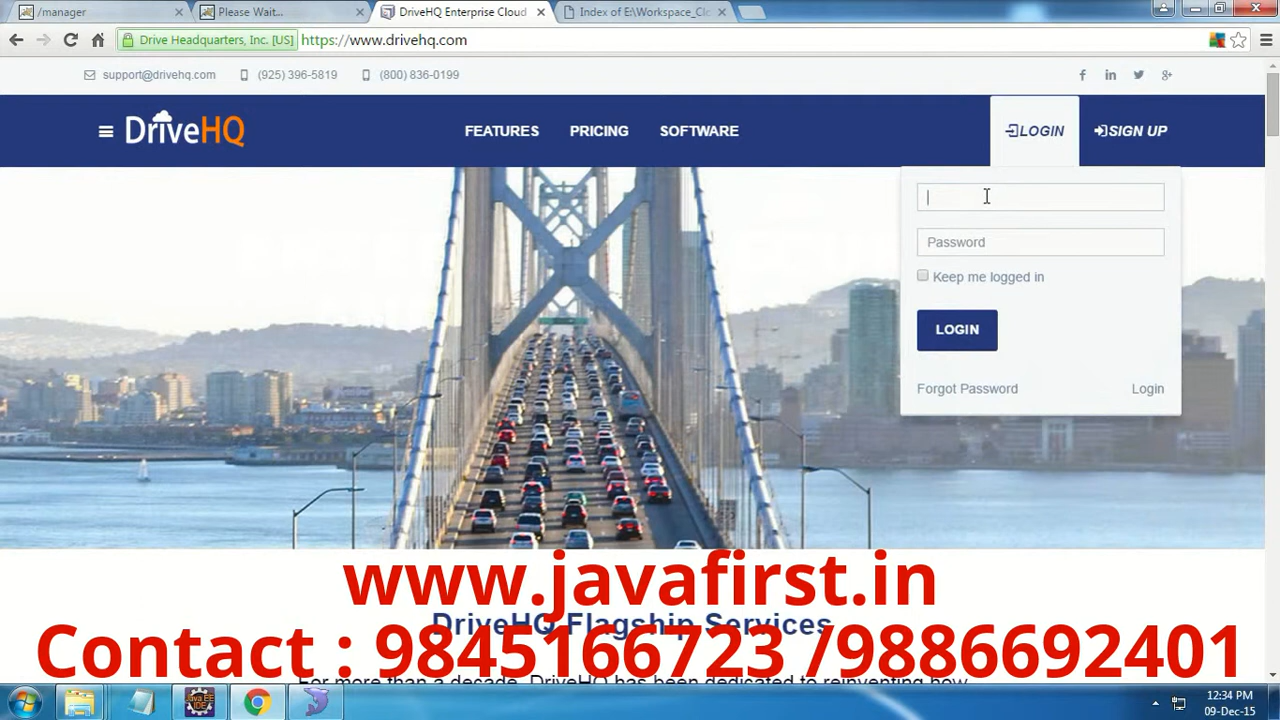 /manager
Please Wait...
DriveHQ Enterprise Cloud
Index of E:\Workspace_Cl
Drive Headquarters, Inc. [US]
https://www.drivehq.com
support@drivehq.com
(925) 396-5819
(800) 836-0199
DriveHQ
FEATURES
PRICING
SOFTWARE
LOGIN
SIGN UP
Password
Keep me logged in
LOGIN
Forgot Password
Login
www.javafirst.in
DriveHQ Flagship Services
Contact : 9845166723 /9886692401
For more than a decade, DriveHQ has been dedicated to reinventing how
Java EE
IDE
12:34 PM
09-Dec-15